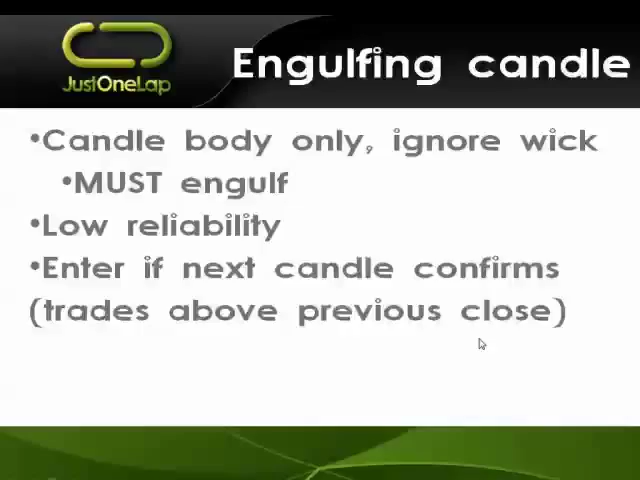 JustOneLap
Engulfing candle
•Candle body only, ignore wick
•MUST engulf
•Low reliability
•Enter if next candle confirms
(trades above previous close)